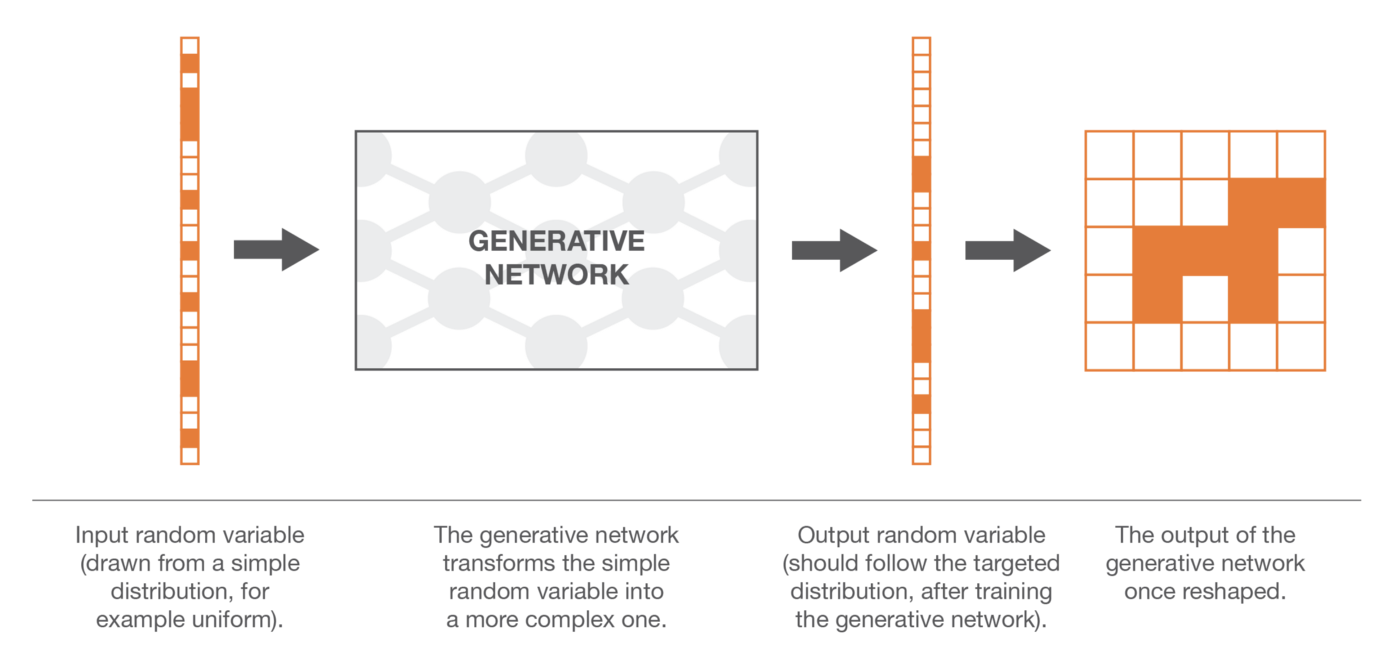 GENERATIVE
NETWORK
Input random variable
(drawn from a simple
distribution, for
example uniform).
The generative network
transforms the simple
random variable into
a more complex one.
Output random variable
(should follow the targeted
distribution, after training
the generative network).
The output of the
generative network
once reshaped.